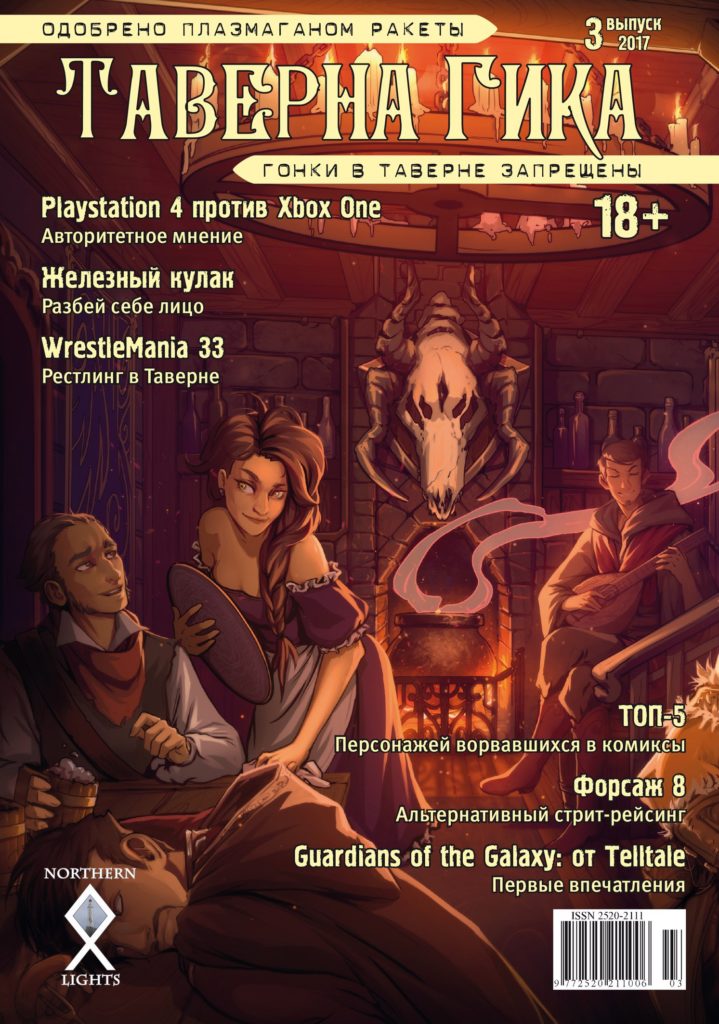 ОДОБРЕНО ПЛАЗМАГАНОМ РАКЕТЫ
3 ВЫПУСК
2017
ТАВЕРНА ГИКА
ГОНКИ В ТАВЕРНЕ ЗАПРЕЩЕНЫ
Playstation 4 против Xbox One
Авторитетное мнение
18+
Железный кулак
Разбей себе лицо
WrestleMania 33
Рестлинг в Таверне
ТОП-5
Персонажей ворвавшихся в комиксы
Форсаж 8
Альтернативный стрит-рейсинг
Guardians of the Galaxy: от Telltale
Первые впечатления
NORTHERN
LIGHTS
ISSN 2520-2111
9 772520 211006 03